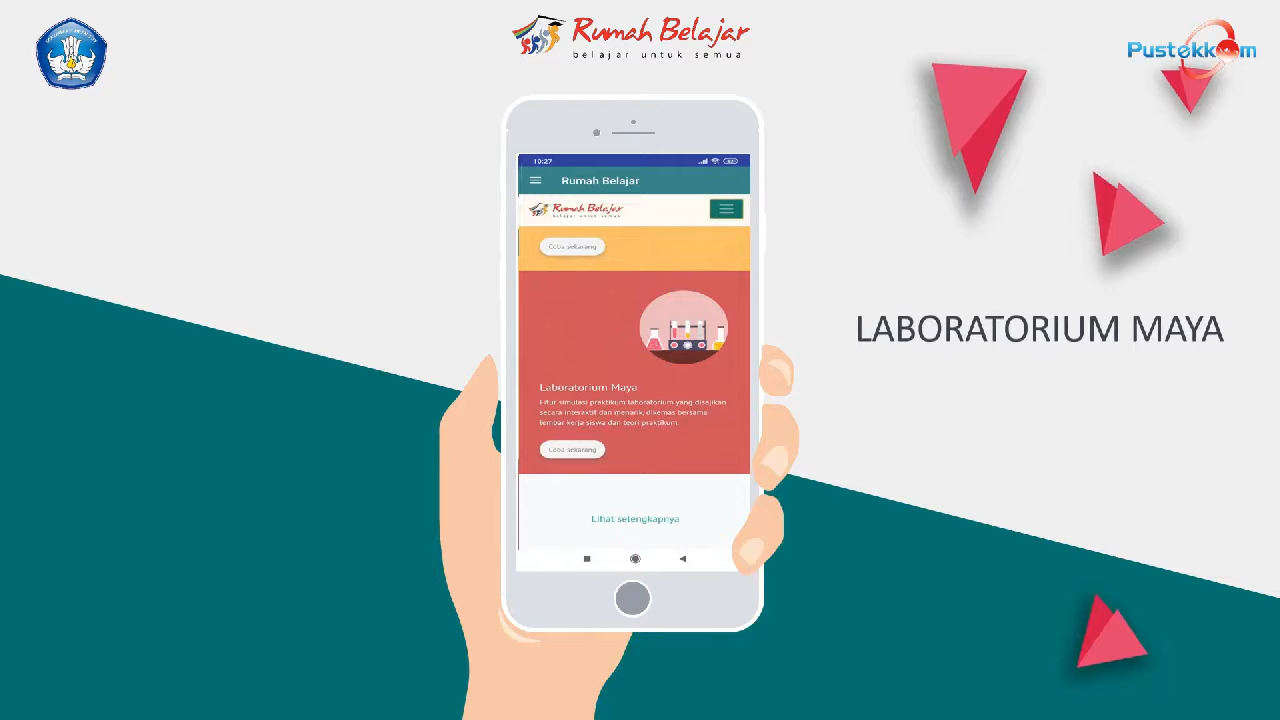 Rumah Belajar
belajar untuk semua
Pustekkom
10:27
Rumah Belajar
Rumah Belajar
belajar untuk semua
Coba sekarang
LABORATORIUM MAYA
Laboratorium Maya
Fitur simulasi praktikum laboratorium yang disajikan
secara interaktif dan menarik, dikemas bersama
lembar kerja siswa dan teori praktikum.
Coba sekarang
Lihat selengkapnya